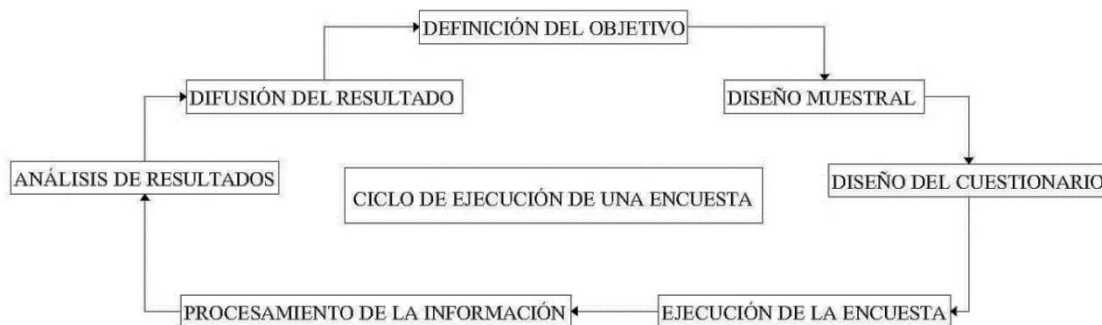 DEFINICIÓN DEL OBJETIVO
DIFUSIÓN DEL RESULTADO
DISEÑO MUESTRAL
ANÁLISIS DE RESULTADOS
CICLO DE EJECUCIÓN DE UNA ENCUESTA
DISEÑO DEL CUESTIONARIO
PROCESAMIENTO DE LA INFORMACIÓN
EJECUCIÓN DE LA ENCUESTA